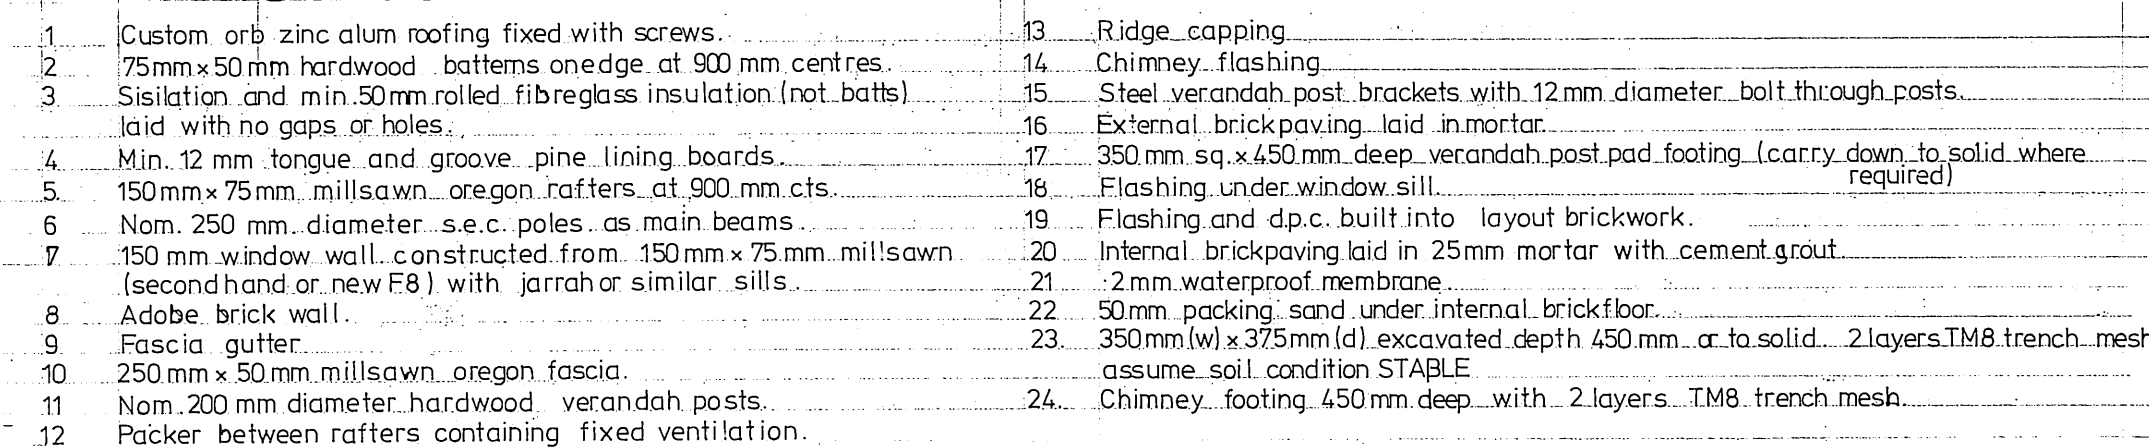 1 Custom orb zinc alum roofing fixed with screws.
2 75mm x 50mm hardwood battems onedge at 900 mm centres.
3 Sisilation and min. 50mm rolled fibreglass insulation (not batts)
laid with no gaps or holes.
4 Min. 12 mm tongue and groove pine lining boards.
5. 150mm x 75mm millsawn oregon rafters at 900 mm cts.
6 Nom. 250 mm diameter s.e.c. poles as main beams.
7 150 mm window wall constructed from 150mm x 75 mm millsawn
(second hand or new F8) with jarrah or similar sills.
8 Adobe brick wall.
9 Fascia gutter
10 250mm x 50mm millsawn oregon fascia.
11 Nom. 200 mm diameter hardwood verandah posts.
12 Packer between rafters containing fixed ventilation.
13 Ridge capping
14 Chimney flashing
15 Steel verandah post brackets with 12mm diameter bolt through posts.
16 External brickpaving laid in mortar.
17 350 mm sq. x 450 mm deep verandah post pad footing (carry down to solid where
required)
18 Flashing under window sill.
19 Flashing and d.p.c. built into layout brickwork.
20 Internal brickpaving laid in 25mm mortar with cement grout
21 ·2mm waterproof membrane
22 50mm packing sand under internal brickfloor.
23. 350mm (w) x 375mm (d) excavated depth 450 mm or to solid. 2 layers TM8 trench mesh
assume soil condition STABLE
24. Chimney footing 450mm deep with 2 layers TM8 trench mesh.